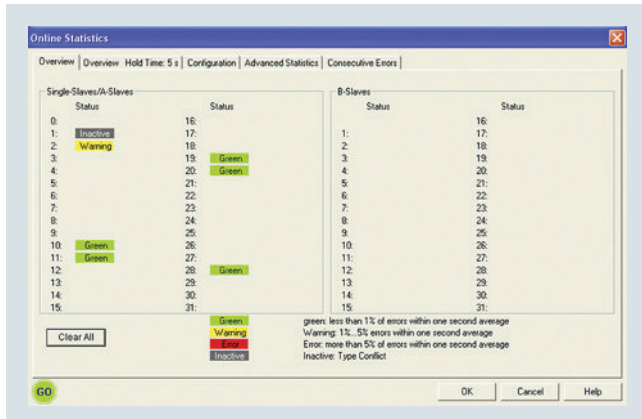 Online Statistics
Overview Overview Hold Time: 5 s Configuration Advanced Statistics Consecutive Errors
Single-Slaves/A-Slaves
Status Status
0: 16:
1: Inactive 17:
2: Warning 18:
3: 19: Green
4: 20: Green
5: 21:
6: 22:
7: 23:
8: 24:
9: 25:
10: Green 26:
11: Green 27:
12: 28: Green
13: 29:
14: 30:
15: 31:
B-Slaves
Status Status
16:
1: 17:
2: 18:
3: 19:
4: 20:
5: 21:
6: 22:
7: 23:
8: 24:
9: 25:
10: 26:
11: 27:
12: 28:
13: 29:
14: 30:
15: 31:
Clear All
Green green: less than 1% of errors within one second average
Warning Warning: 1%...5% errors within one second average
Error Error: more than 5% of errors within one second average
Inactive Inactive: Type Conflict
GO
OK Cancel Help